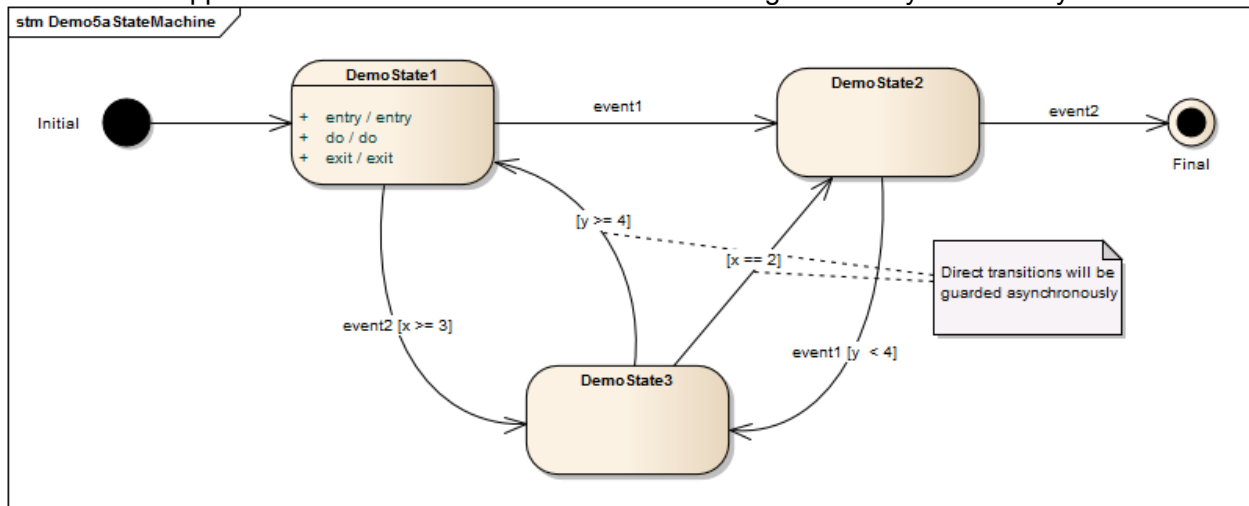 stm Demo5aStateMachine
Initial
DemoState1
+ entry / entry
+ do / do
+ exit / exit
event1
DemoState2
event2
Final
[y >= 4]
[x == 2]
Direct transitions will be
guarded asynchronously
event2 [x >= 3]
event1 [y < 4]
DemoState3